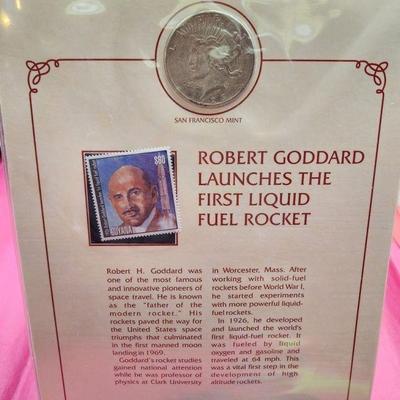 SAN FRANCISCO MINT
$80
GUYANA
ROBERT GODDARD
LAUNCHES THE
FIRST LIQUID
FUEL ROCKET
Robert H. Goddard was
one of the most famous
and innovative pioneers of
space travel. He is known
as the "father of the
modern rocket." His
rockets paved the way for
the United States space
triumphs that culminated
in the first manned moon
landing in 1969.
Goddard's rocket studies
gained national attention
while he was professor of
physics at Clark University
in Worcester, Mass. After
working with solid-fuel
rockets before World War I,
he started experiments
with more powerful liquid-
fuel rockets.
In 1926, he developed
and launched the world's
first liquid-fuel rocket. It
was fueled by liquid
oxygen and gasoline and
traveled at 64 mph. This
was a vital first step in the
development of high
altitude rockets.